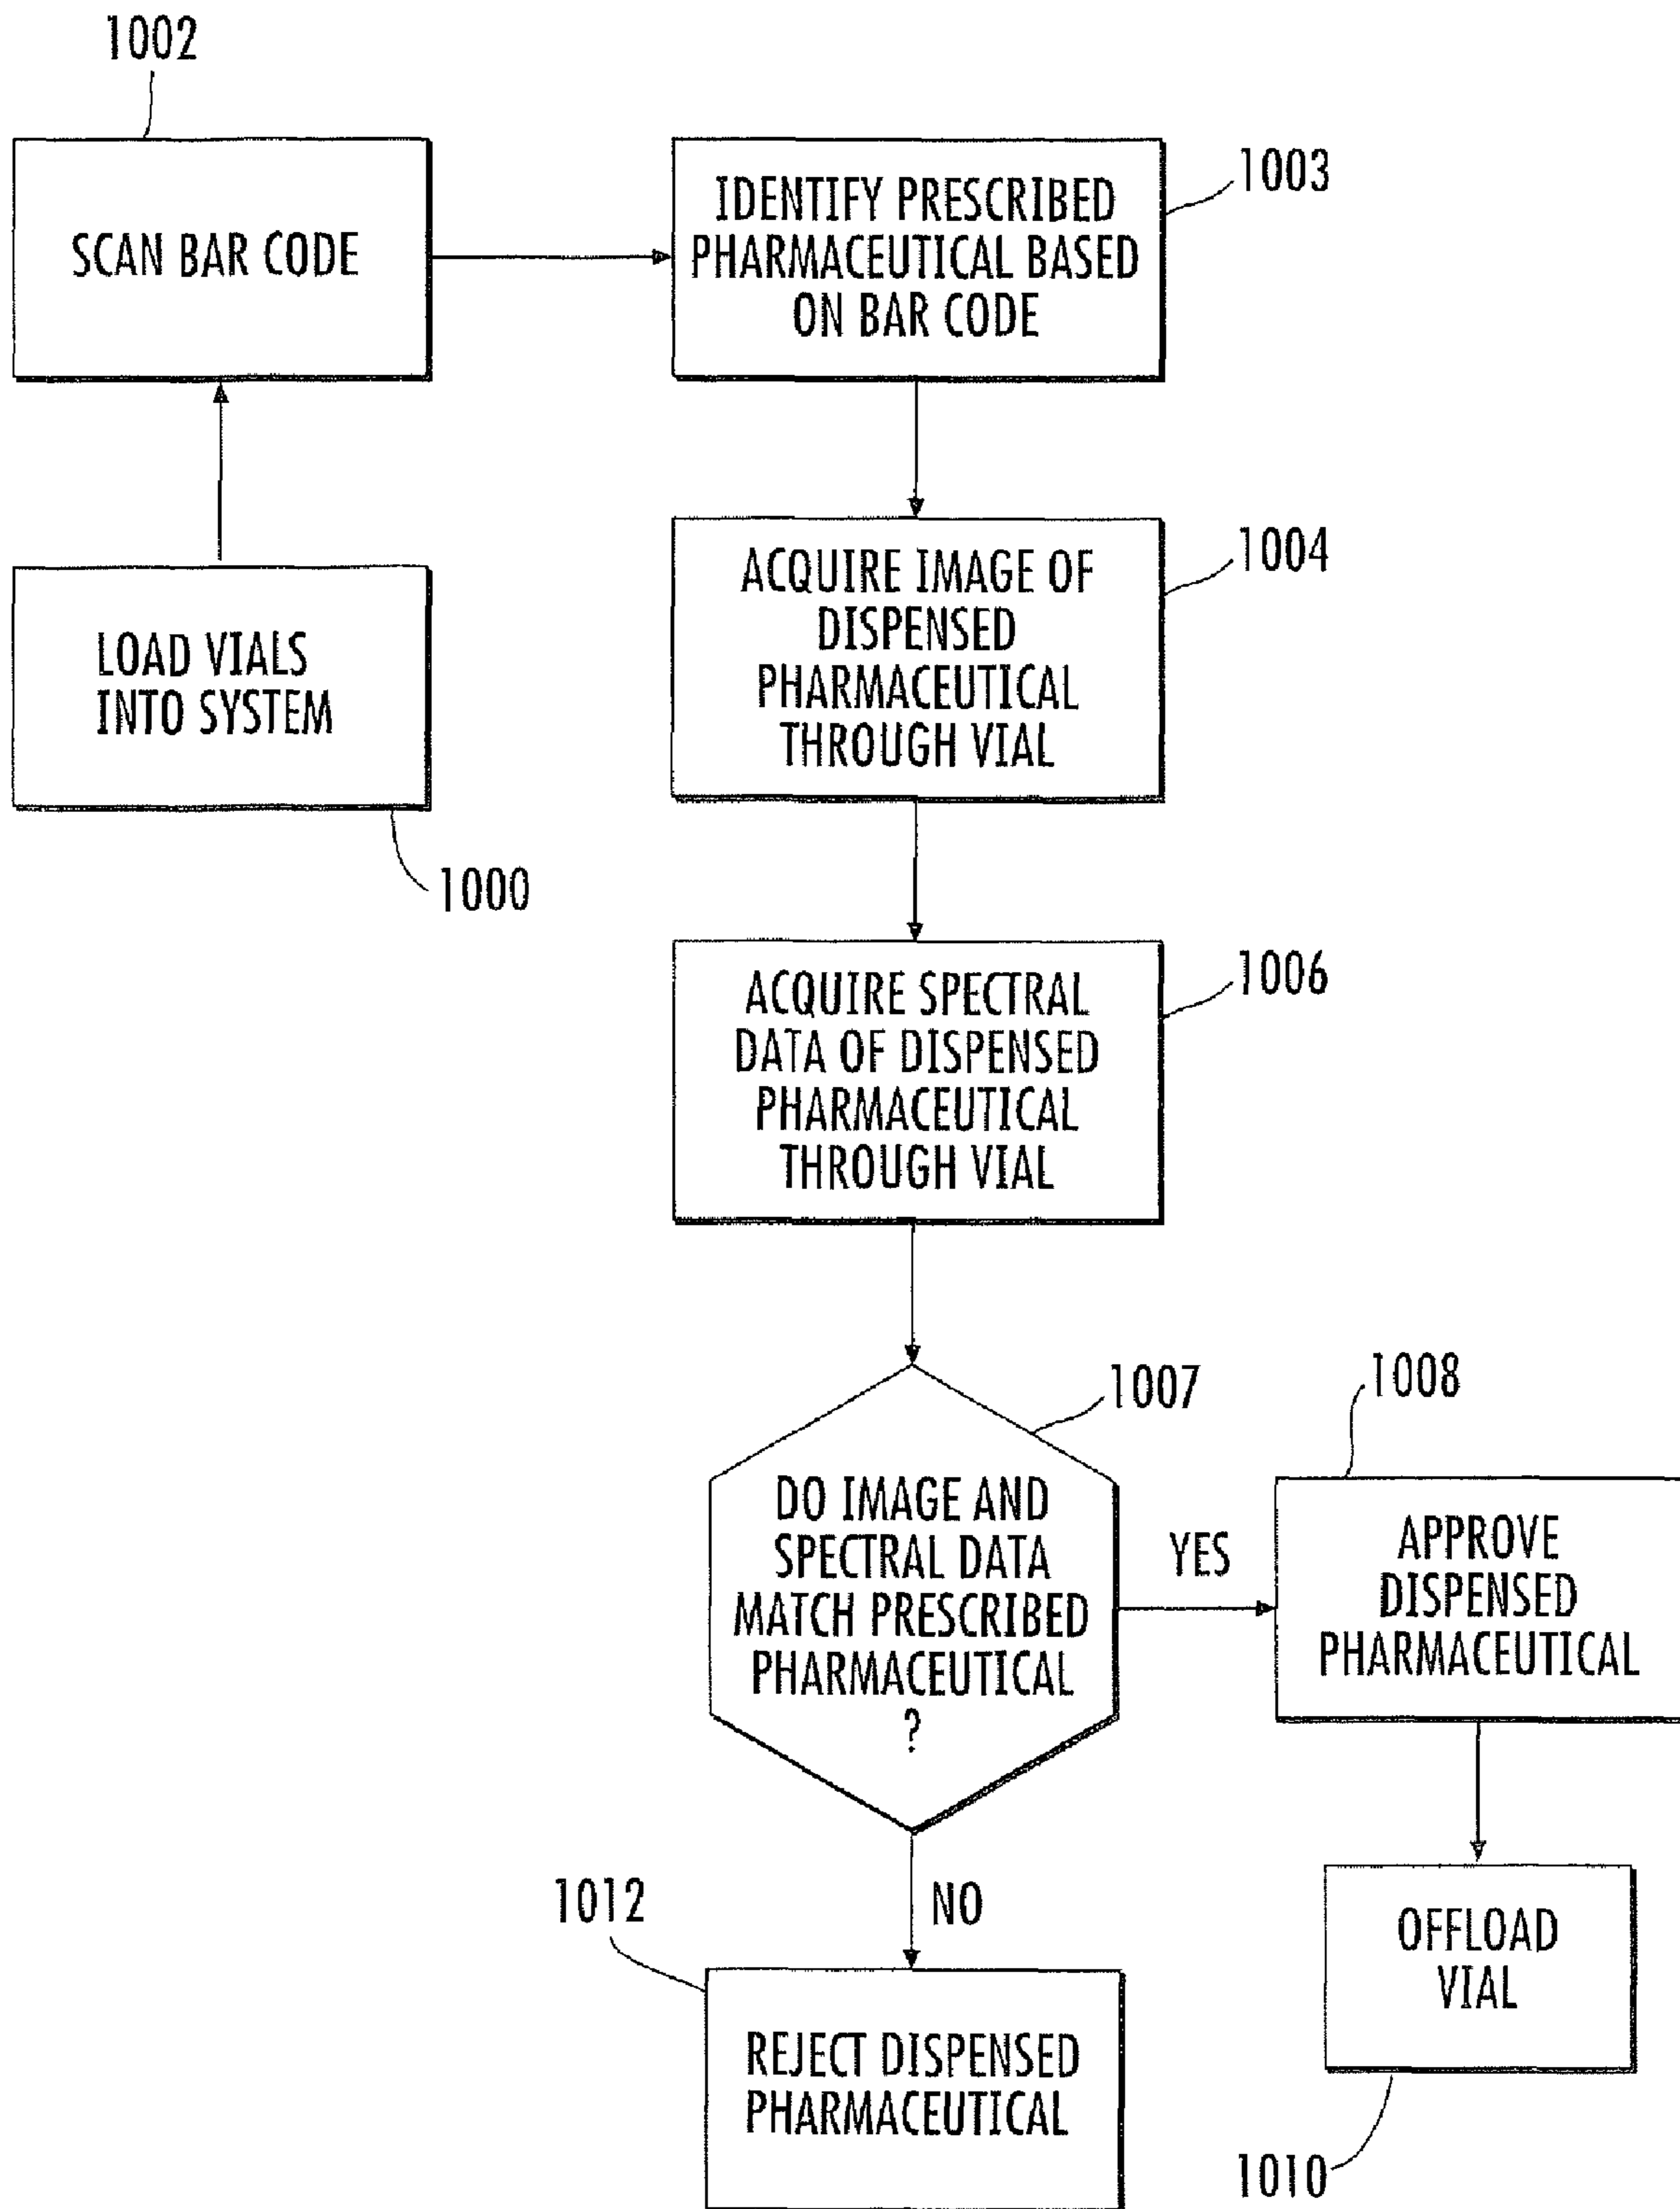 1002
SCAN BAR CODE
1003
IDENTIFY PRESCRIBED
PHARMACEUTICAL BASED
ON BAR CODE
LOAD VIALS
INTO SYSTEM
1000
1004
ACQUIRE IMAGE OF
DISPENSED
PHARMACEUTICAL
THROUGH VIAL
1006
ACQUIRE SPECTRAL
DATA OF DISPENSED
PHARMACEUTICAL
THROUGH VIAL
1007
DO IMAGE AND
SPECTRAL DATA
MATCH PRESCRIBED
PHARMACEUTICAL
?
YES
1008
APPROVE
DISPENSED
PHARMACEUTICAL
NO
1012
REJECT DISPENSED
PHARMACEUTICAL
OFFLOAD
VIAL
1010